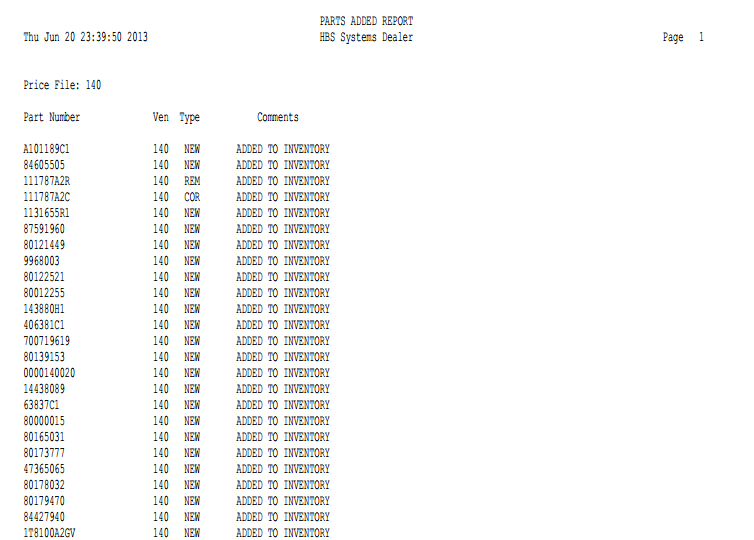 PARTS ADDED REPORT
Thu Jun 20 23:39:50 2013 HBS Systems Dealer Page 1
Price File: 140
Part Number Ven Type Comments
A101189C1 140 NEW ADDED TO INVENTORY
84605505 140 NEW ADDED TO INVENTORY
111787A2R 140 REM ADDED TO INVENTORY
111787A2C 140 COR ADDED TO INVENTORY
1131655R1 140 NEW ADDED TO INVENTORY
87591960 140 NEW ADDED TO INVENTORY
80121449 140 NEW ADDED TO INVENTORY
9968003 140 NEW ADDED TO INVENTORY
80122521 140 NEW ADDED TO INVENTORY
80012255 140 NEW ADDED TO INVENTORY
143880H1 140 NEW ADDED TO INVENTORY
406381C1 140 NEW ADDED TO INVENTORY
700719619 140 NEW ADDED TO INVENTORY
80139153 140 NEW ADDED TO INVENTORY
0000140020 140 NEW ADDED TO INVENTORY
14438089 140 NEW ADDED TO INVENTORY
63837C1 140 NEW ADDED TO INVENTORY
80000015 140 NEW ADDED TO INVENTORY
80165031 140 NEW ADDED TO INVENTORY
80173777 140 NEW ADDED TO INVENTORY
47365065 140 NEW ADDED TO INVENTORY
80178032 140 NEW ADDED TO INVENTORY
80179470 140 NEW ADDED TO INVENTORY
84427940 140 NEW ADDED TO INVENTORY
1T8100A2GV 140 NEW ADDED TO INVENTORY